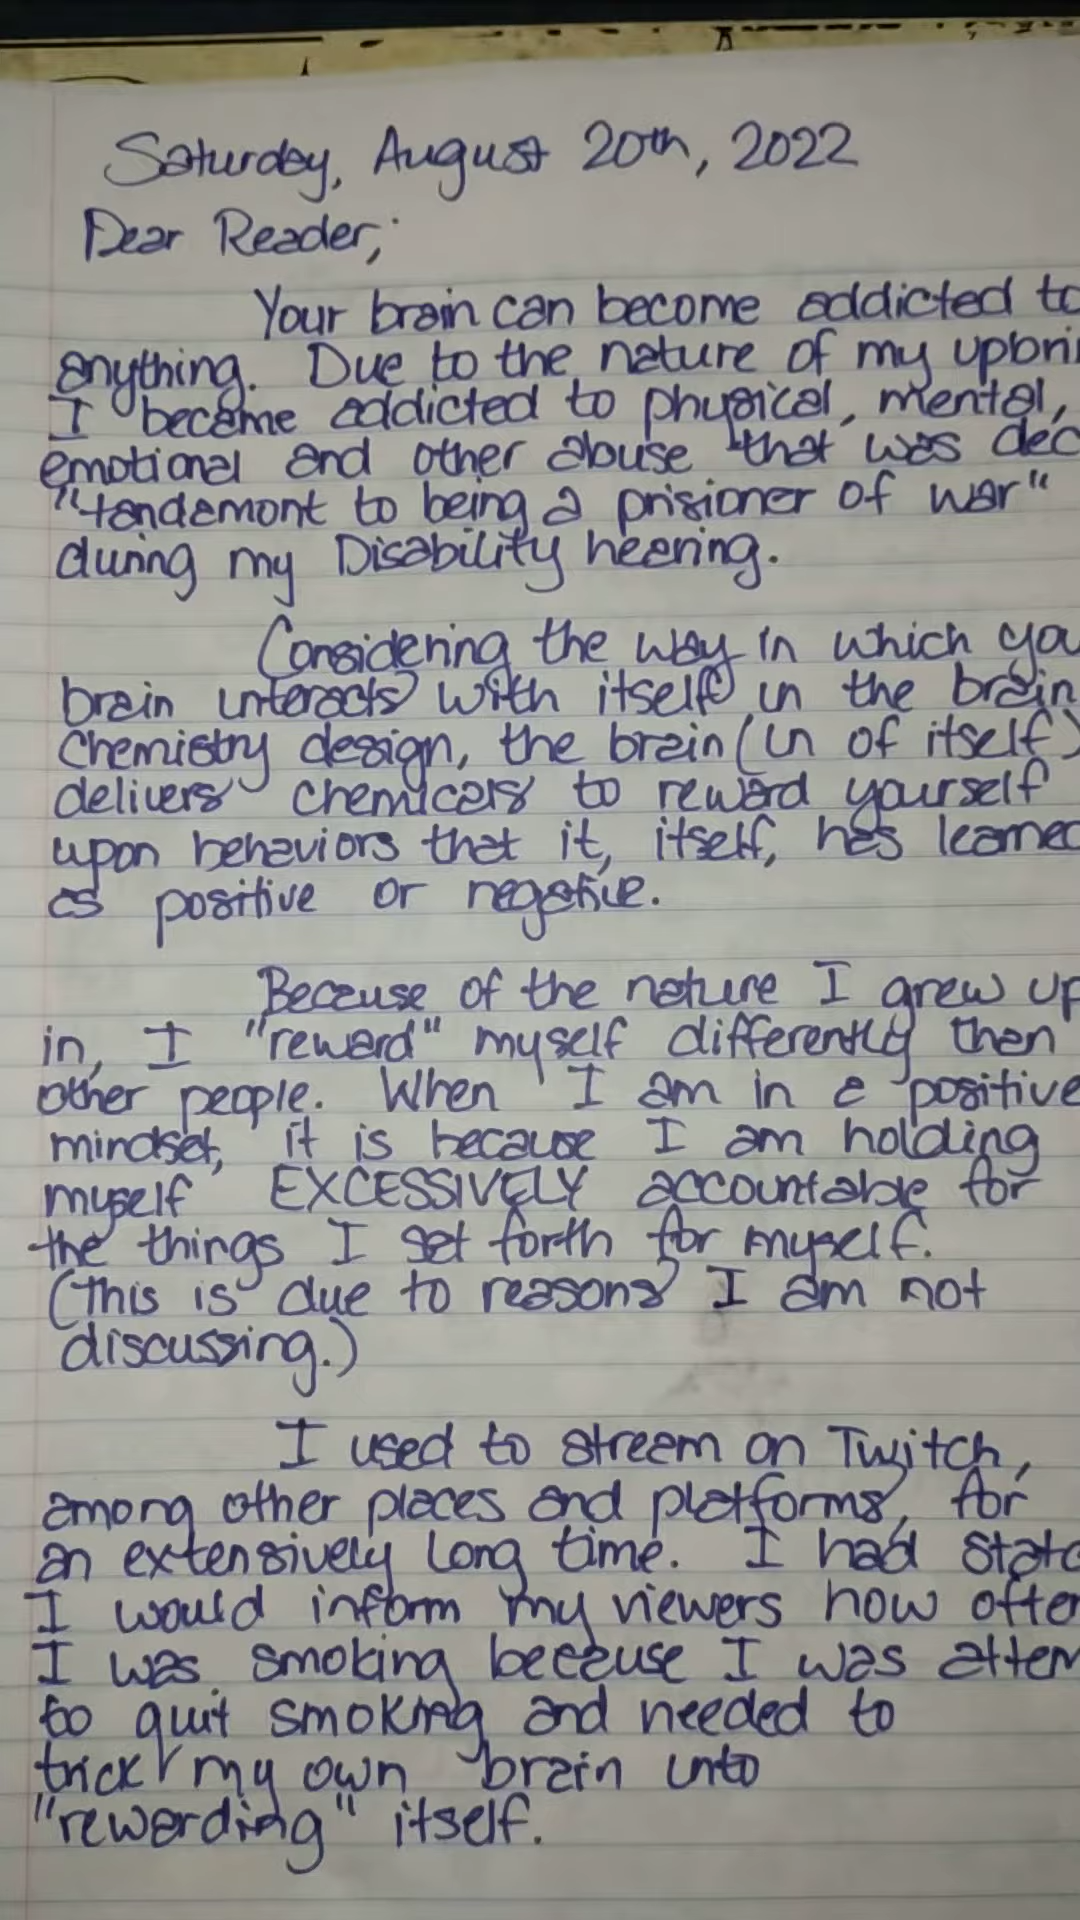 Saturday, August 20th, 2022
Dear Reader,
Your brain can become addicted to
anything. Due to the nature of my upbri
I became addicted to physical, mental,
emotional and other abuse that was dec
"tandemont to being a prisioner of war"
during my Disability heering.
Considering the way in which you
brain interacts with itself in the brain
Chemistry design, the brain (in of itself)
delivers chemicals to reward yourself
upon behaviors that it, itself, has learned
as positive or negative.
Because of the nature I grew up
in, I "reward" myself differently then
other people. When I am in a positive
mindset, it is because I am holding
myself EXCESSIVELY accountable for
the things I set forth for myself.
(This is due to reasons I am not
discussing.)
I used to stream on Twitch,
among other places and platforms, for
an extensively long time. I had state
I would inform my viewers how often
I was smoking because I was attem
to quit smoking and needed to
trick my own brain into
"rewarding" itself.